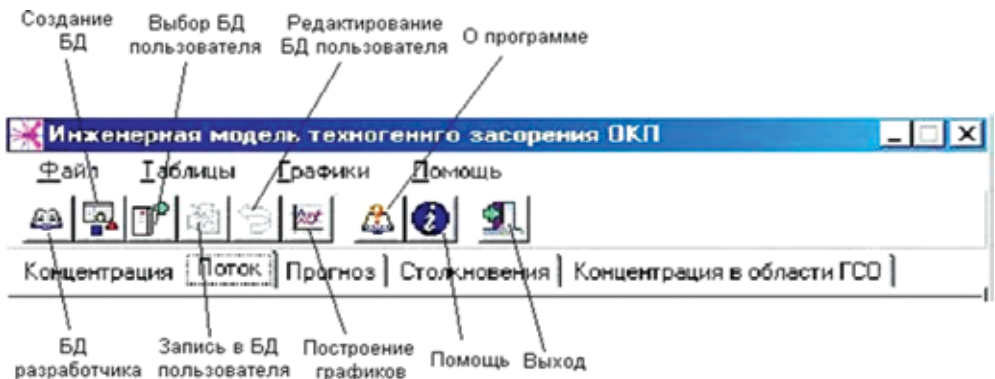 Создание
БД
Выбор БД
пользователя
Редактирование
БД пользователя
О программе
Инженерная модель техногеннго засорения ОКП
Файл Таблицы Графики Помощь
Концентрация Поток Прогноз Столкновения Концентрация в области ГСО
БД
разработчика
Запись в БД
пользователя
Построение
графиков
Помощь
Выход